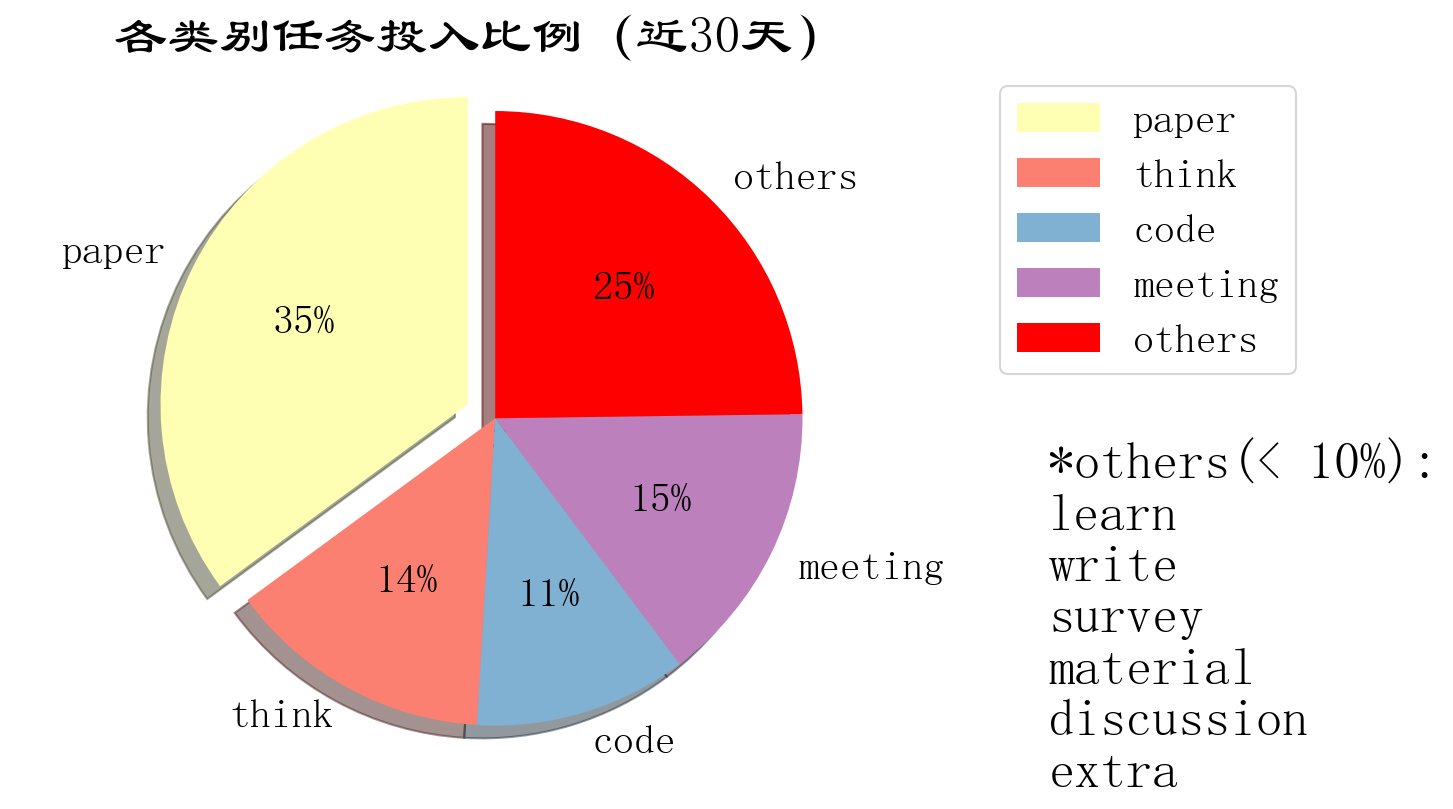 各类别任务投入比例（近30天）
others
paper
25%
35%
15%
14%
11%
meeting
think
code
paper
think
code
meeting
others
*others(< 10%):
learn
write
survey
material
discussion
extra